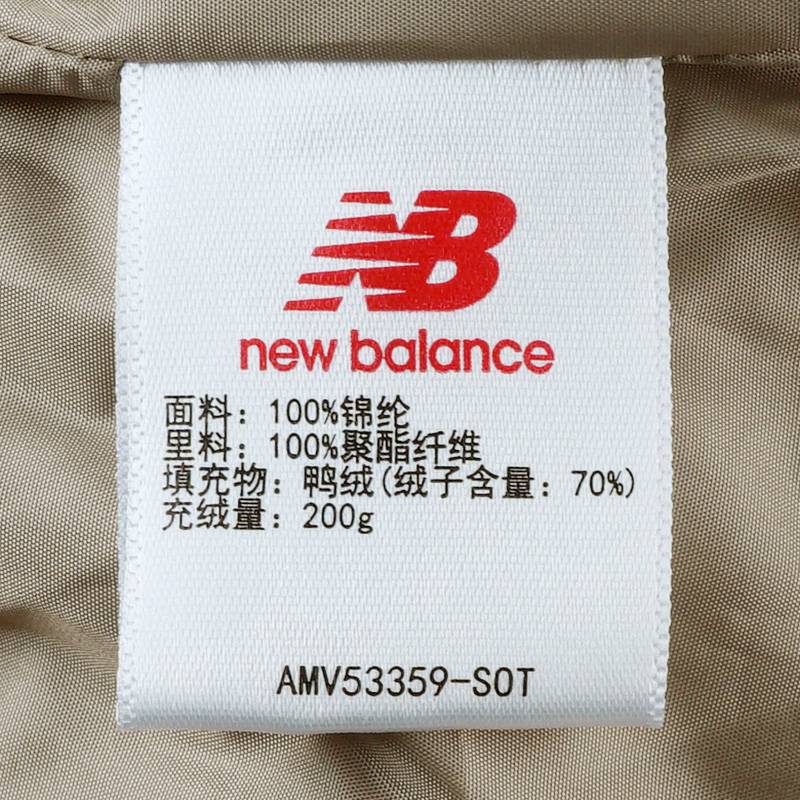 NB
new balance
面料：100%锦纶
里料：100%聚酯纤维
填充物：鸭绒(绒子含量：70%)
充绒量：200g
AMV53359-SOT